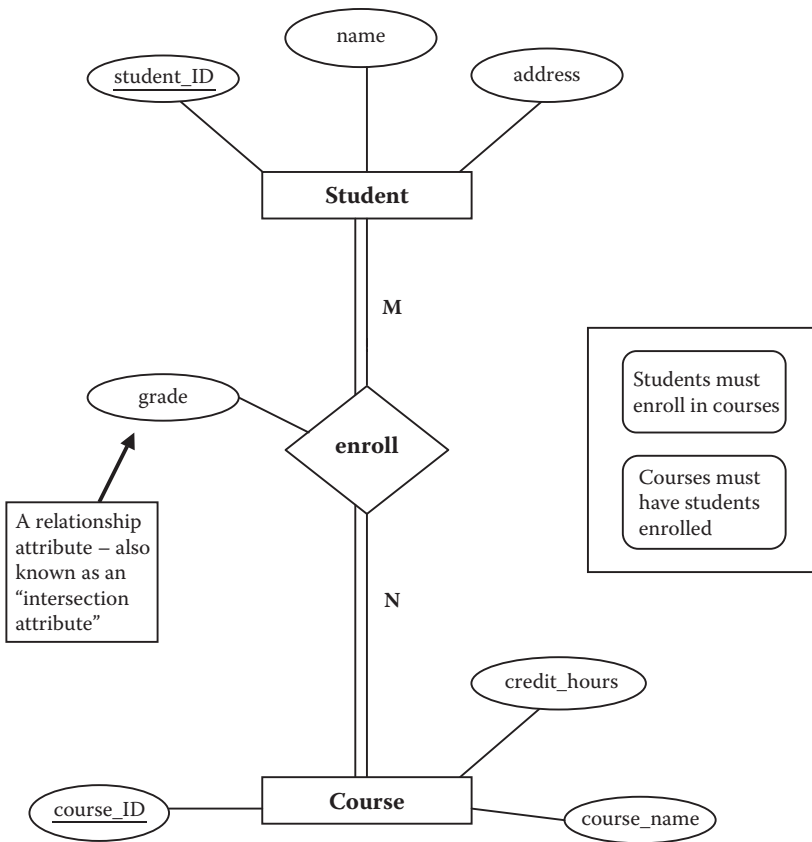 name
student_ID
address
Student
M
grade
enroll
Students must
enroll in courses
Courses must
have students
enrolled
A relationship
attribute – also
known as an
“intersection
attribute”
N
credit_hours
Course
course_ID
course_name